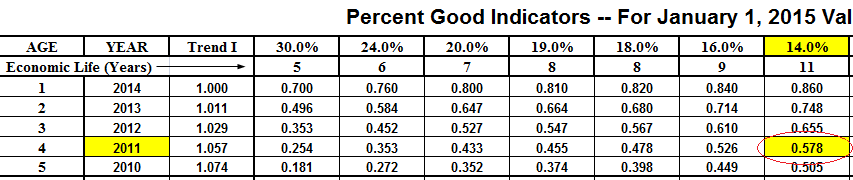 Percent Good Indicators -- For January 1, 2015 Val
AGE YEAR Trend I 30.0% 24.0% 20.0% 19.0% 18.0% 16.0% 14.0%
Economic Life (Years) 5 6 7 8 8 9 11
1 2014 1.000 0.700 0.760 0.800 0.810 0.820 0.840 0.860
2 2013 1.011 0.496 0.584 0.647 0.664 0.680 0.714 0.748
3 2012 1.029 0.353 0.452 0.527 0.547 0.567 0.610 0.655
4 2011 1.057 0.254 0.353 0.433 0.455 0.478 0.526 0.578
5 2010 1.074 0.181 0.272 0.352 0.374 0.398 0.449 0.505